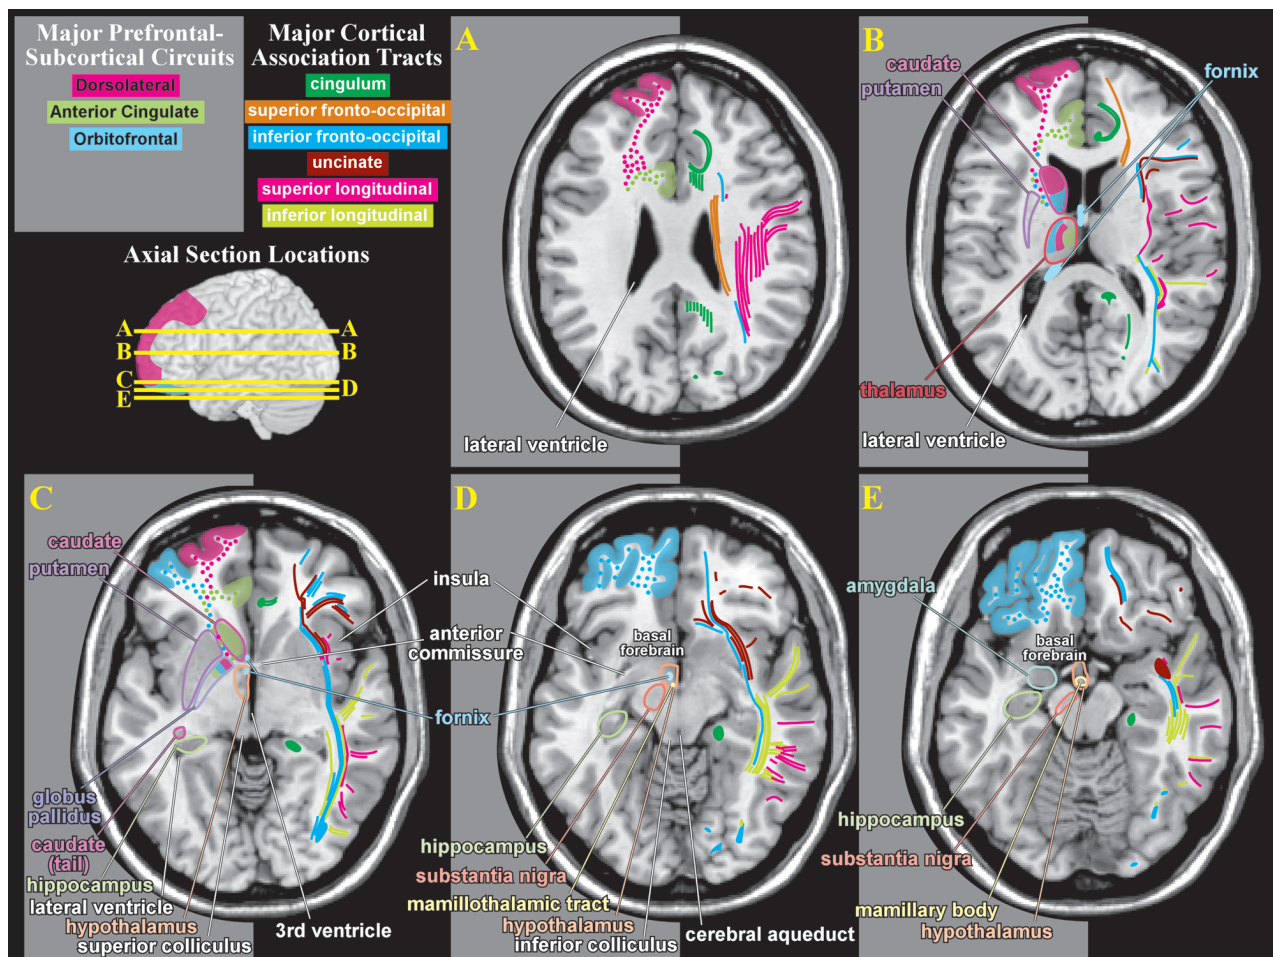 Major Prefrontal-
Subcortical Circuits
Dorsolateral
Anterior Cingulate
Orbitofrontal
Major Cortical
Association Tracts
cingulum
superior fronto-occipital
inferior fronto-occipital
uncinate
superior longitudinal
inferior longitudinal
Axial Section Locations
A A
B B
C
D
E
A
lateral ventricle
B
caudate
putamen
fornix
thalamus
lateral ventricle
C
caudate
putamen
globus
pallidus
caudate
(tail)
hippocampus
lateral ventricle
hypothalamus
superior colliculus
3rd ventricle
insula
anterior
commissure
fornix
D
basal
forebrain
hippocampus
substantia nigra
mamillothalamic tract
hypothalamus
inferior colliculus
cerebral aqueduct
E
amygdala
basal
forebrain
hippocampus
substantia nigra
mamillary body
hypothalamus